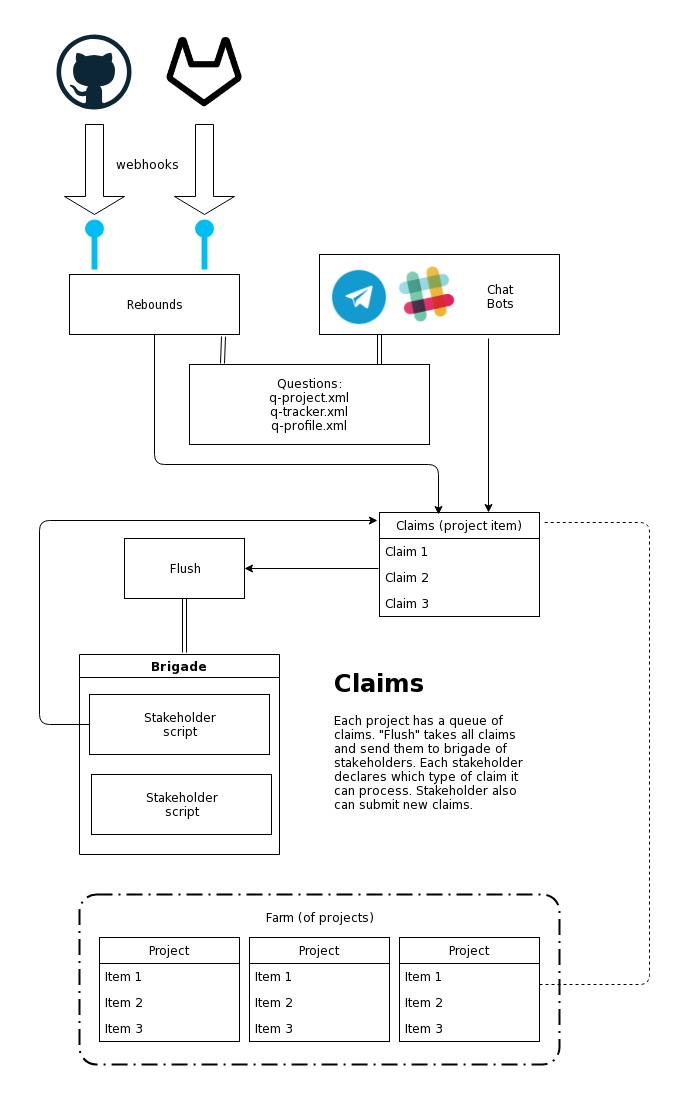 webhooks
Rebounds
Chat
Bots
Questions:
q-project.xml
q-tracker.xml
q-profile.xml
Claims (project item)
Claim 1
Claim 2
Claim 3
Flush
Brigade
Stakeholder
script
Stakeholder
script
Claims
Each project has a queue of
claims. "Flush" takes all claims
and send them to brigade of
stakeholders. Each stakeholder
declares which type of claim it
can process. Stakeholder also
can submit new claims.
Farm (of projects)
Project
Item 1
Item 2
Item 3
Project
Item 1
Item 2
Item 3
Project
Item 1
Item 2
Item 3